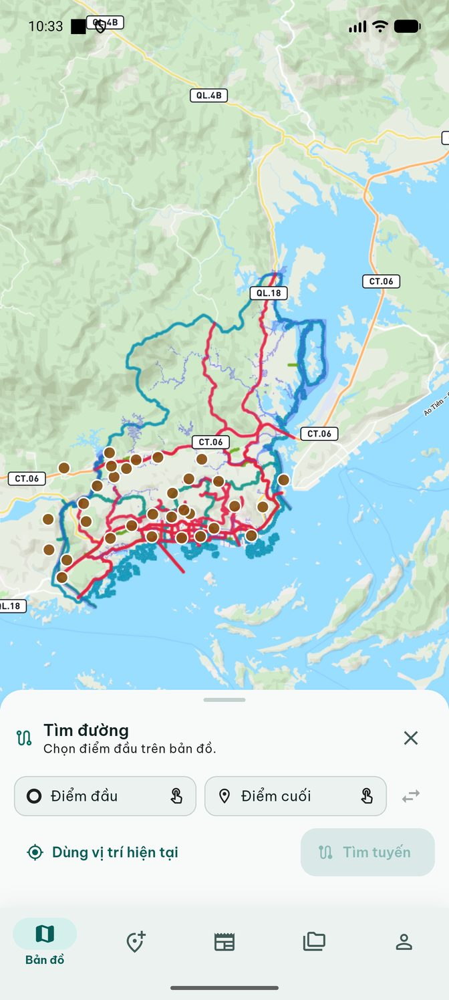 10:33
QL.4B
QL.4B
QL.18
CT.06
CT.06
CT.06
CT.06
Ao Tiên –
QL.18
Tìm đường
Chọn điểm đầu trên bản đồ.
Điểm đầu
Điểm cuối
Dùng vị trí hiện tại
Tìm tuyến
Bản đồ